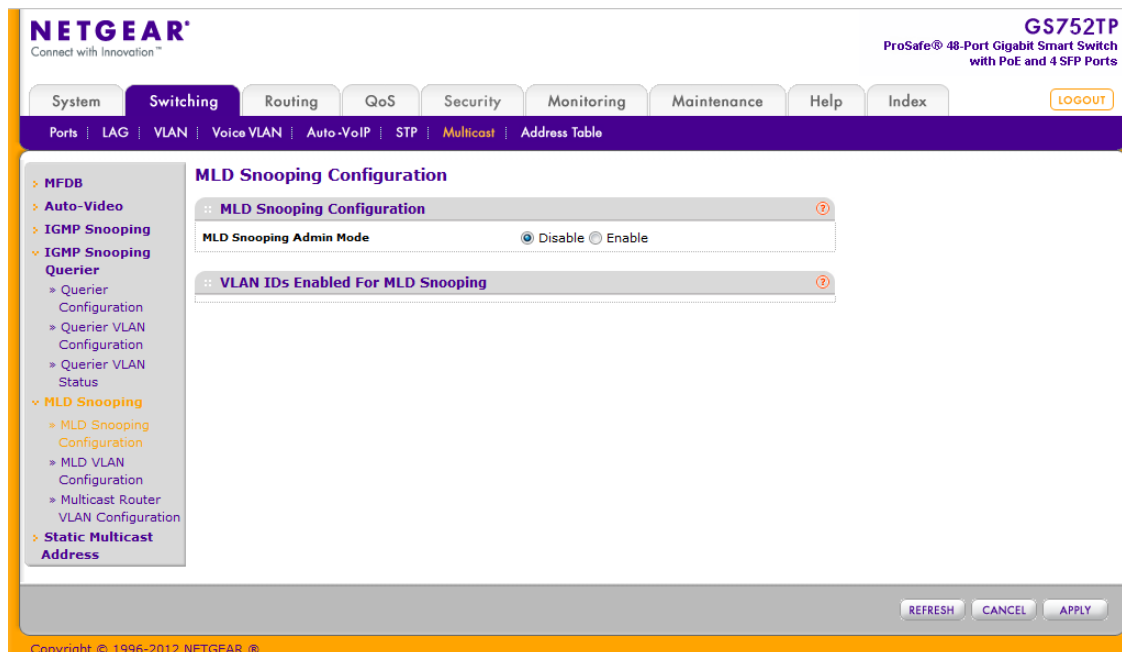 NETGEAR®
Connect with Innovation™
GS752TP
ProSafe® 48-Port Gigabit Smart Switch
with PoE and 4 SFP Ports
System Switching Routing QoS Security Monitoring Maintenance Help Index LOGOUT
Ports | LAG | VLAN | Voice VLAN | Auto-VoIP | STP | Multicast | Address Table
MFDB
Auto-Video
IGMP Snooping
IGMP Snooping
Querier
» Querier
Configuration
» Querier VLAN
Configuration
» Querier VLAN
Status
MLD Snooping
» MLD Snooping
Configuration
» MLD VLAN
Configuration
» Multicast Router
VLAN Configuration
Static Multicast
Address
MLD Snooping Configuration
MLD Snooping Configuration ?
MLD Snooping Admin Mode Disable Enable
VLAN IDs Enabled For MLD Snooping ?
REFRESH CANCEL APPLY
Copyright © 1996-2012 NETGEAR ®